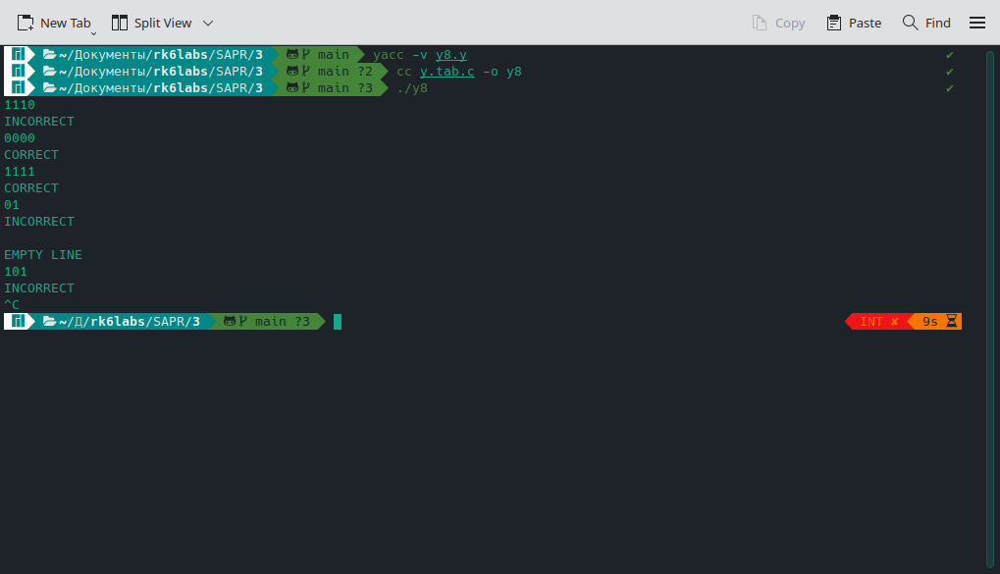 New Tab Split View Copy Paste Find
~/Документы/rk6labs/SAPR/3 main yacc -v y8.y ✔
~/Документы/rk6labs/SAPR/3 main ?2 cc y.tab.c -o y8 ✔
~/Документы/rk6labs/SAPR/3 main ?3 ./y8 ✔
1110
INCORRECT
0000
CORRECT
1111
CORRECT
01
INCORRECT
EMPTY LINE
101
INCORRECT
^C
~/Д/rk6labs/SAPR/3 main ?3 INT ✘ 9s